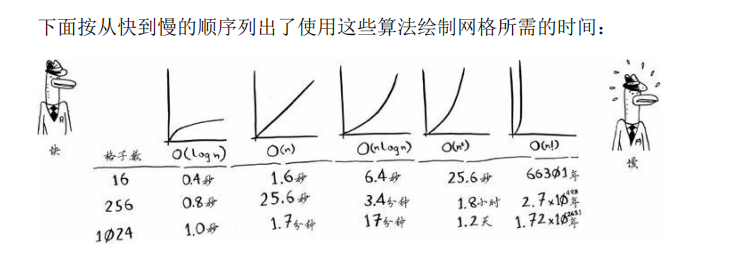 下面按从快到慢的顺序列出了使用这些算法绘制网格所需的时间：
快
慢
格子数 O(log n) O(n) O(n log n) O(n²) O(n!)
16 0.4秒 1.6秒 6.4秒 25.6秒 66301年
256 0.8秒 25.6秒 3.4分钟 1.8小时 2.7×10⁴⁹⁸年
1024 1.0秒 1.7分钟 17分钟 1.2天 1.72×10²⁶³¹年